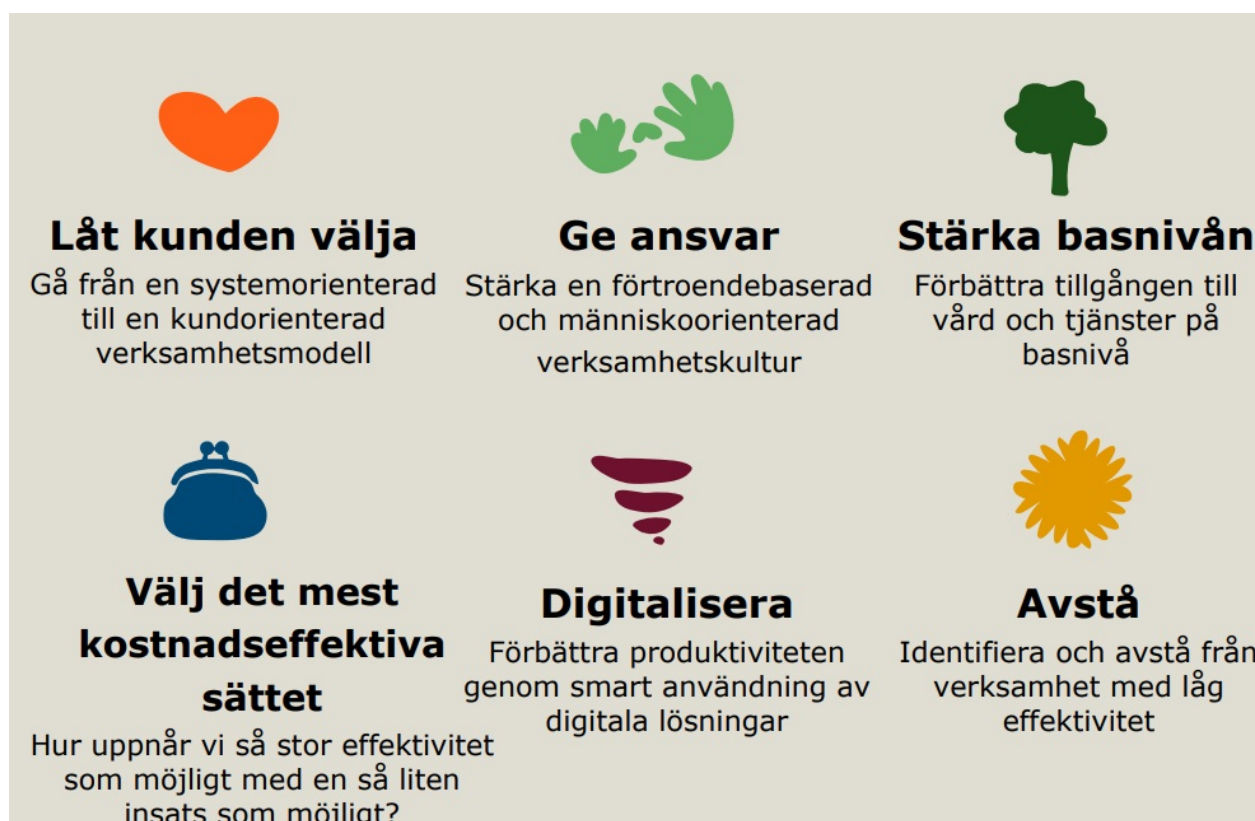 Låt kunden välja
Gå från en systemorienterad
till en kundorienterad
verksamhetsmodell
Ge ansvar
Stärka en förtroendebaserad
och människoorienterad
verksamhetskultur
Stärka basnivån
Förbättra tillgången till
vård och tjänster på
basnivå
Välj det mest
kostnadseffektiva
sättet
Hur uppnår vi så stor effektivitet
som möjligt med en så liten
insats som möjligt?
Digitalisera
Förbättra produktiviteten
genom smart användning av
digitala lösningar
Avstå
Identifiera och avstå från
verksamhet med låg
effektivitet